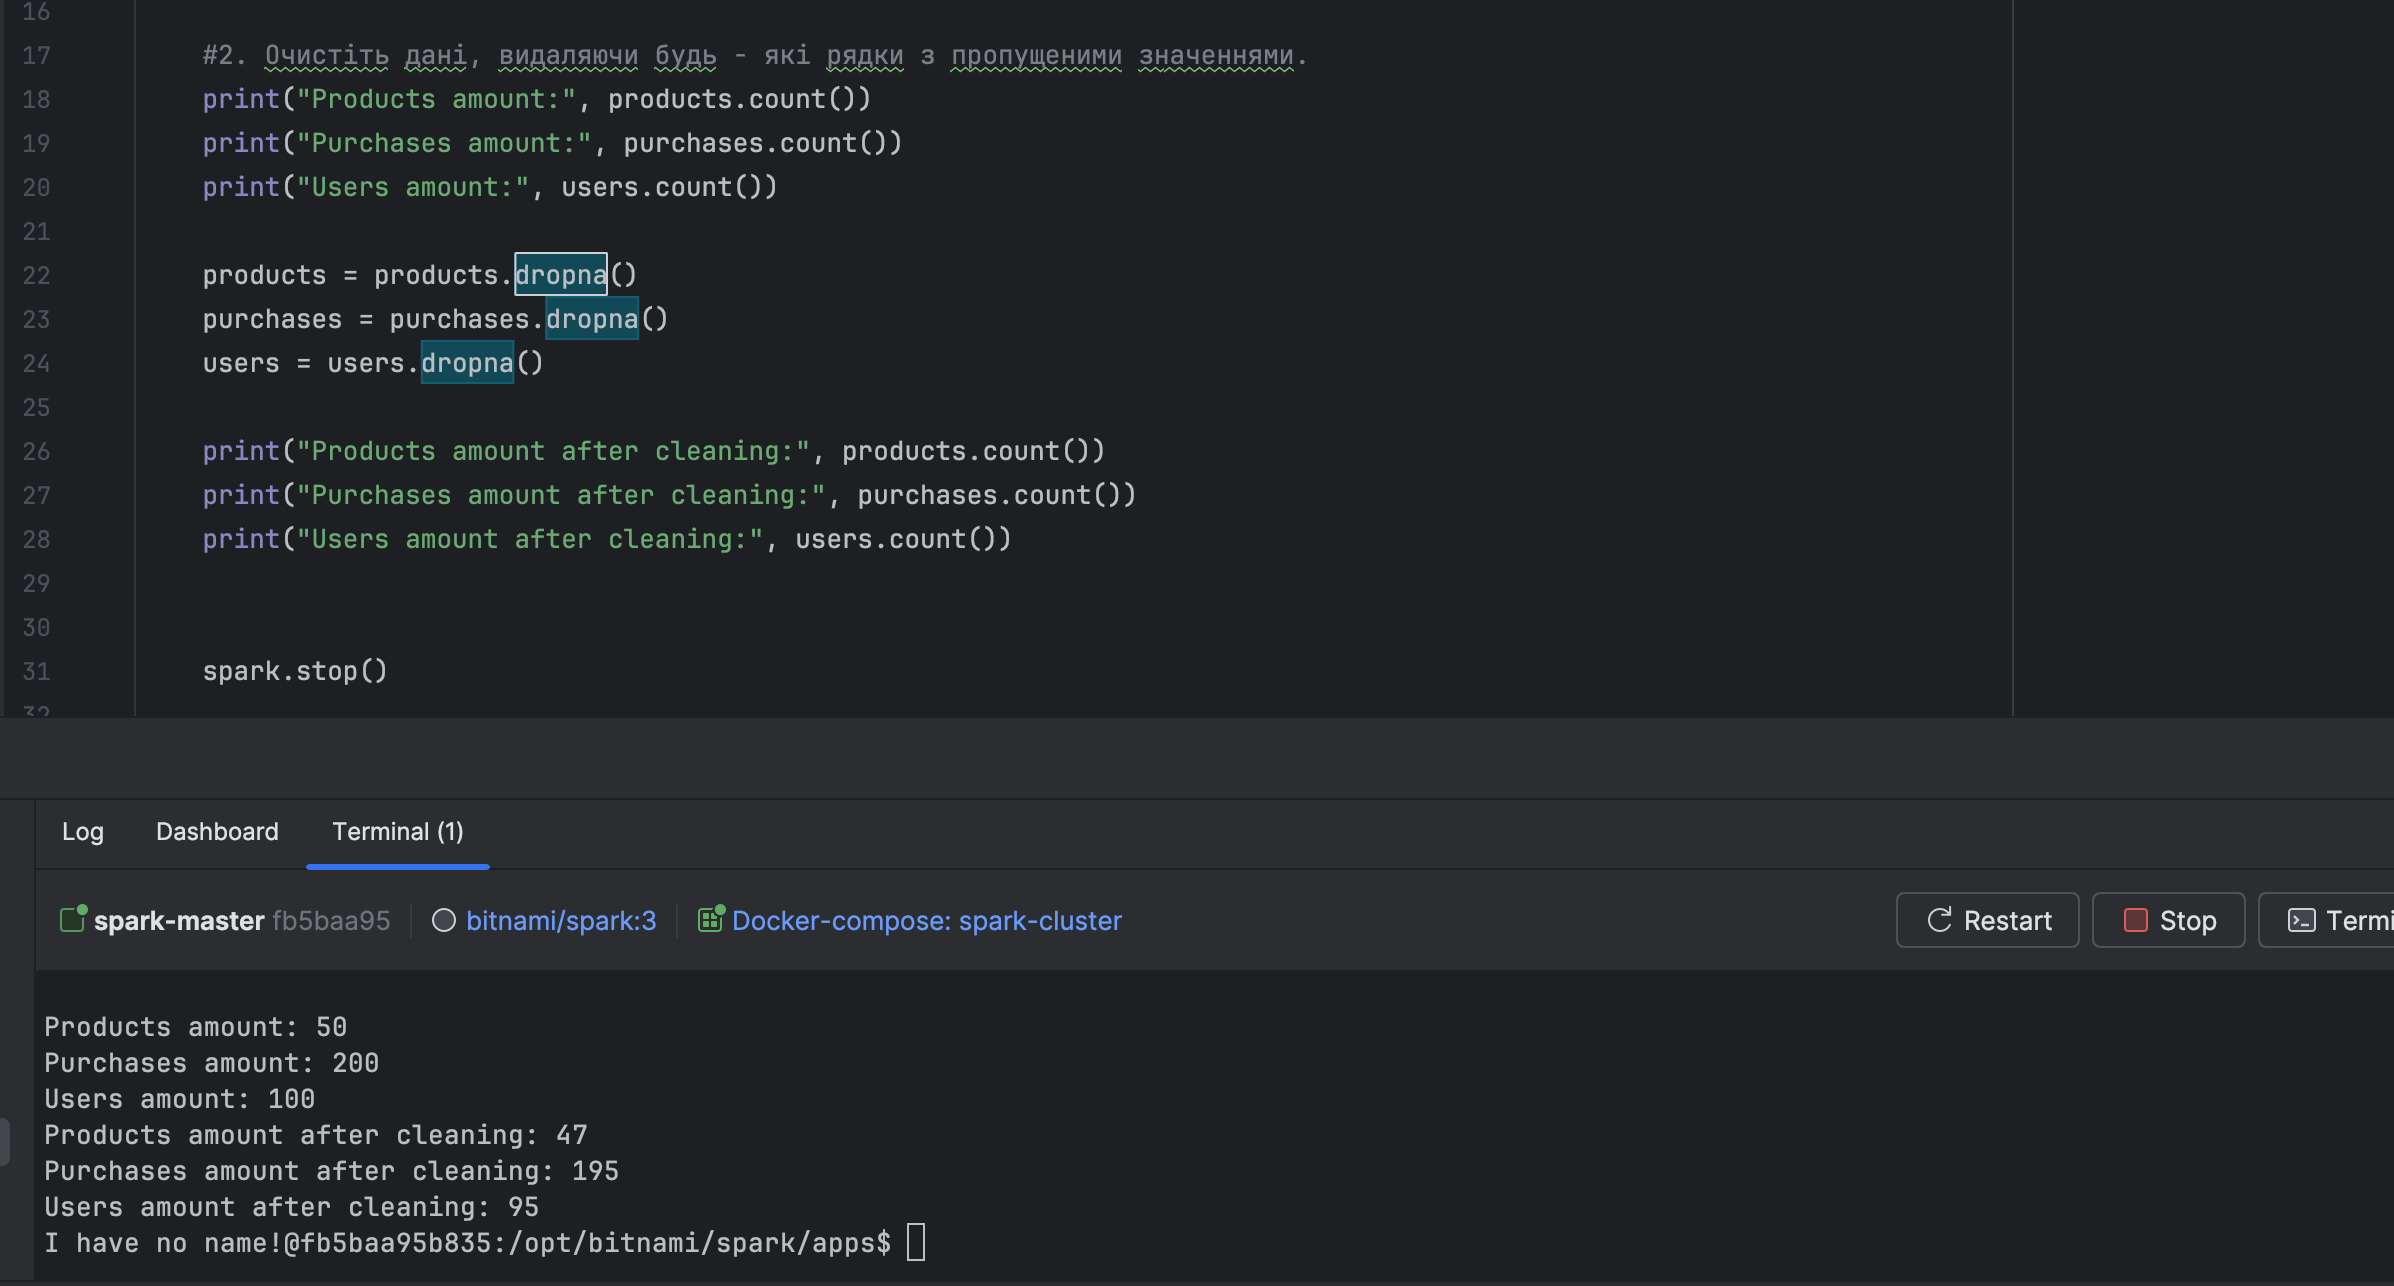 16
17 #2. Очистіть дані, видаляючи будь - які рядки з пропущеними значеннями.
18 print("Products amount:", products.count())
19 print("Purchases amount:", purchases.count())
20 print("Users amount:", users.count())
21
22 products = products.dropna()
23 purchases = purchases.dropna()
24 users = users.dropna()
25
26 print("Products amount after cleaning:", products.count())
27 print("Purchases amount after cleaning:", purchases.count())
28 print("Users amount after cleaning:", users.count())
29
30
31 spark.stop()
32
Log Dashboard Terminal (1)
spark-master fb5baa95 bitnami/spark:3 Docker-compose: spark-cluster Restart Stop Termi
Products amount: 50
Purchases amount: 200
Users amount: 100
Products amount after cleaning: 47
Purchases amount after cleaning: 195
Users amount after cleaning: 95
I have no name!@fb5baa95b835:/opt/bitnami/spark/apps$